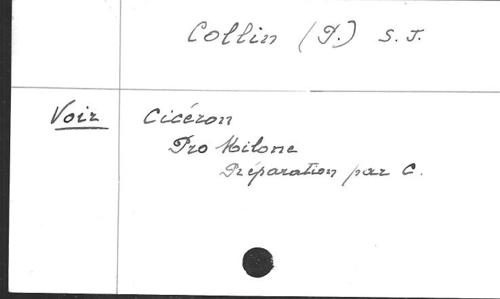 Collin (P.) S. J.
Voir Cicéron
Pro Milone
Préparation par C.